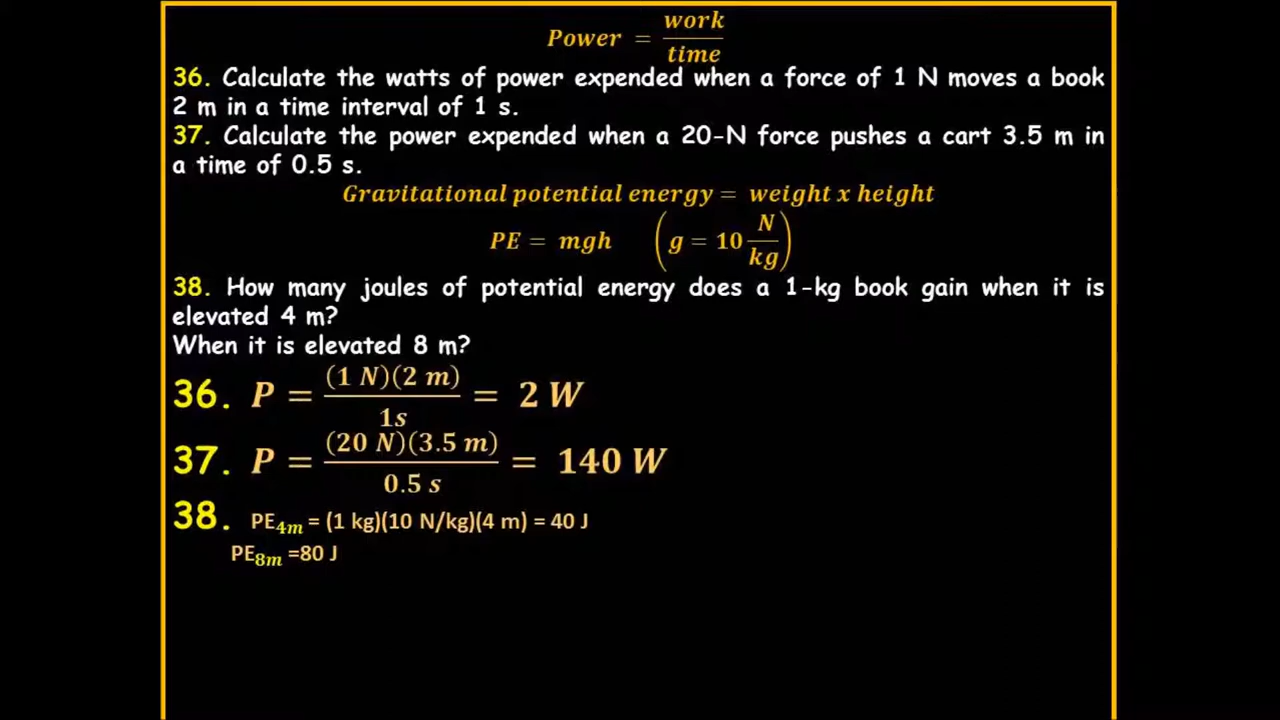 Power = work/time
36. Calculate the watts of power expended when a force of 1 N moves a book
2 m in a time interval of 1 s.
37. Calculate the power expended when a 20-N force pushes a cart 3.5 m in
a time of 0.5 s.
Gravitational potential energy = weight x height
PE = mgh (g = 10 N/kg)
38. How many joules of potential energy does a 1-kg book gain when it is
elevated 4 m?
When it is elevated 8 m?
36. P = (1 N)(2 m)/1s = 2 W
37. P = (20 N)(3.5 m)/0.5 s = 140 W
38. PE4m = (1 kg)(10 N/kg)(4 m) = 40 J
PE8m =80 J